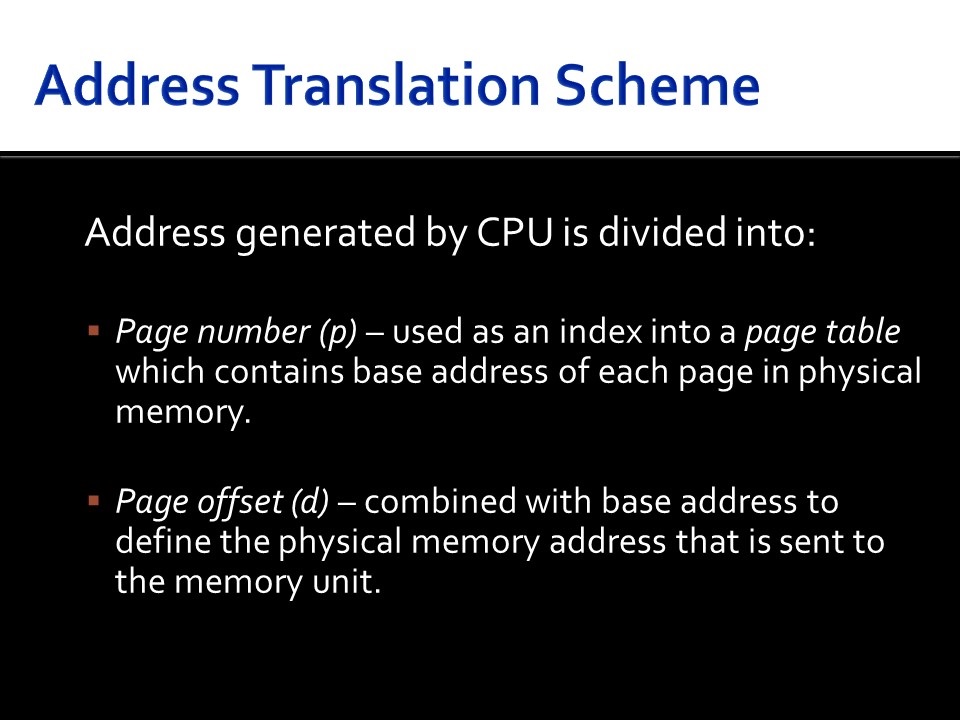 Address Translation Scheme
Address generated by CPU is divided into:
▪ Page number (p) – used as an index into a page table
which contains base address of each page in physical
memory.
▪ Page offset (d) – combined with base address to
define the physical memory address that is sent to
the memory unit.